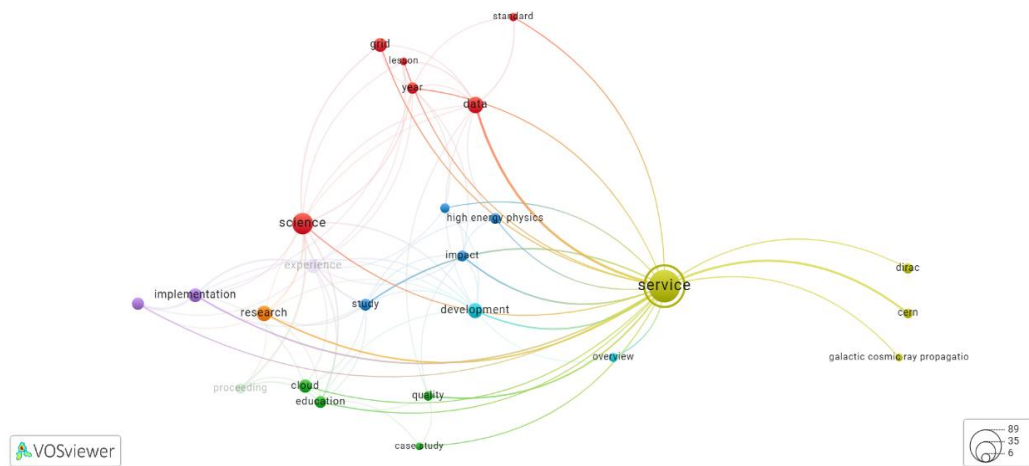 standard
grid
lesson
year
data
high energy physics
science
impact
experience
implementation
study
research
development
service
dirac
cern
overview
galactic cosmic ray propagatio
proceeding
cloud
education
quality
case study
VOSviewer
89
35
6